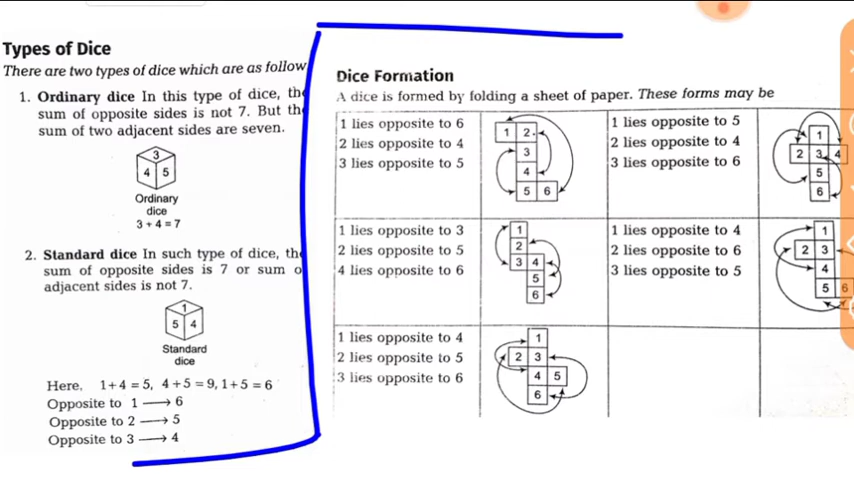 Types of Dice
There are two types of dice which are as follow
1. Ordinary dice In this type of dice, the
sum of opposite sides is not 7. But the
sum of two adjacent sides are seven.
3
4 5
Ordinary
dice
3 + 4 = 7
2. Standard dice In such type of dice, the
sum of opposite sides is 7 or sum o
adjacent sides is not 7.
1
5 4
Standard
dice
Here, 1+4 = 5, 4+5 = 9, 1+5 = 6
Opposite to 1 → 6
Opposite to 2 → 5
Opposite to 3 → 4
Dice Formation
A dice is formed by folding a sheet of paper. These forms may be
1 lies opposite to 6
2 lies opposite to 4
3 lies opposite to 5
1 2
3
4
5 6
1 lies opposite to 5
2 lies opposite to 4
3 lies opposite to 6
1
2 3 4
5
6
1 lies opposite to 3
2 lies opposite to 5
4 lies opposite to 6
1
2
3 4
5
6
1 lies opposite to 4
2 lies opposite to 6
3 lies opposite to 5
1
2 3
4
5 6
1 lies opposite to 4
2 lies opposite to 5
3 lies opposite to 6
1
2 3
4 5
6